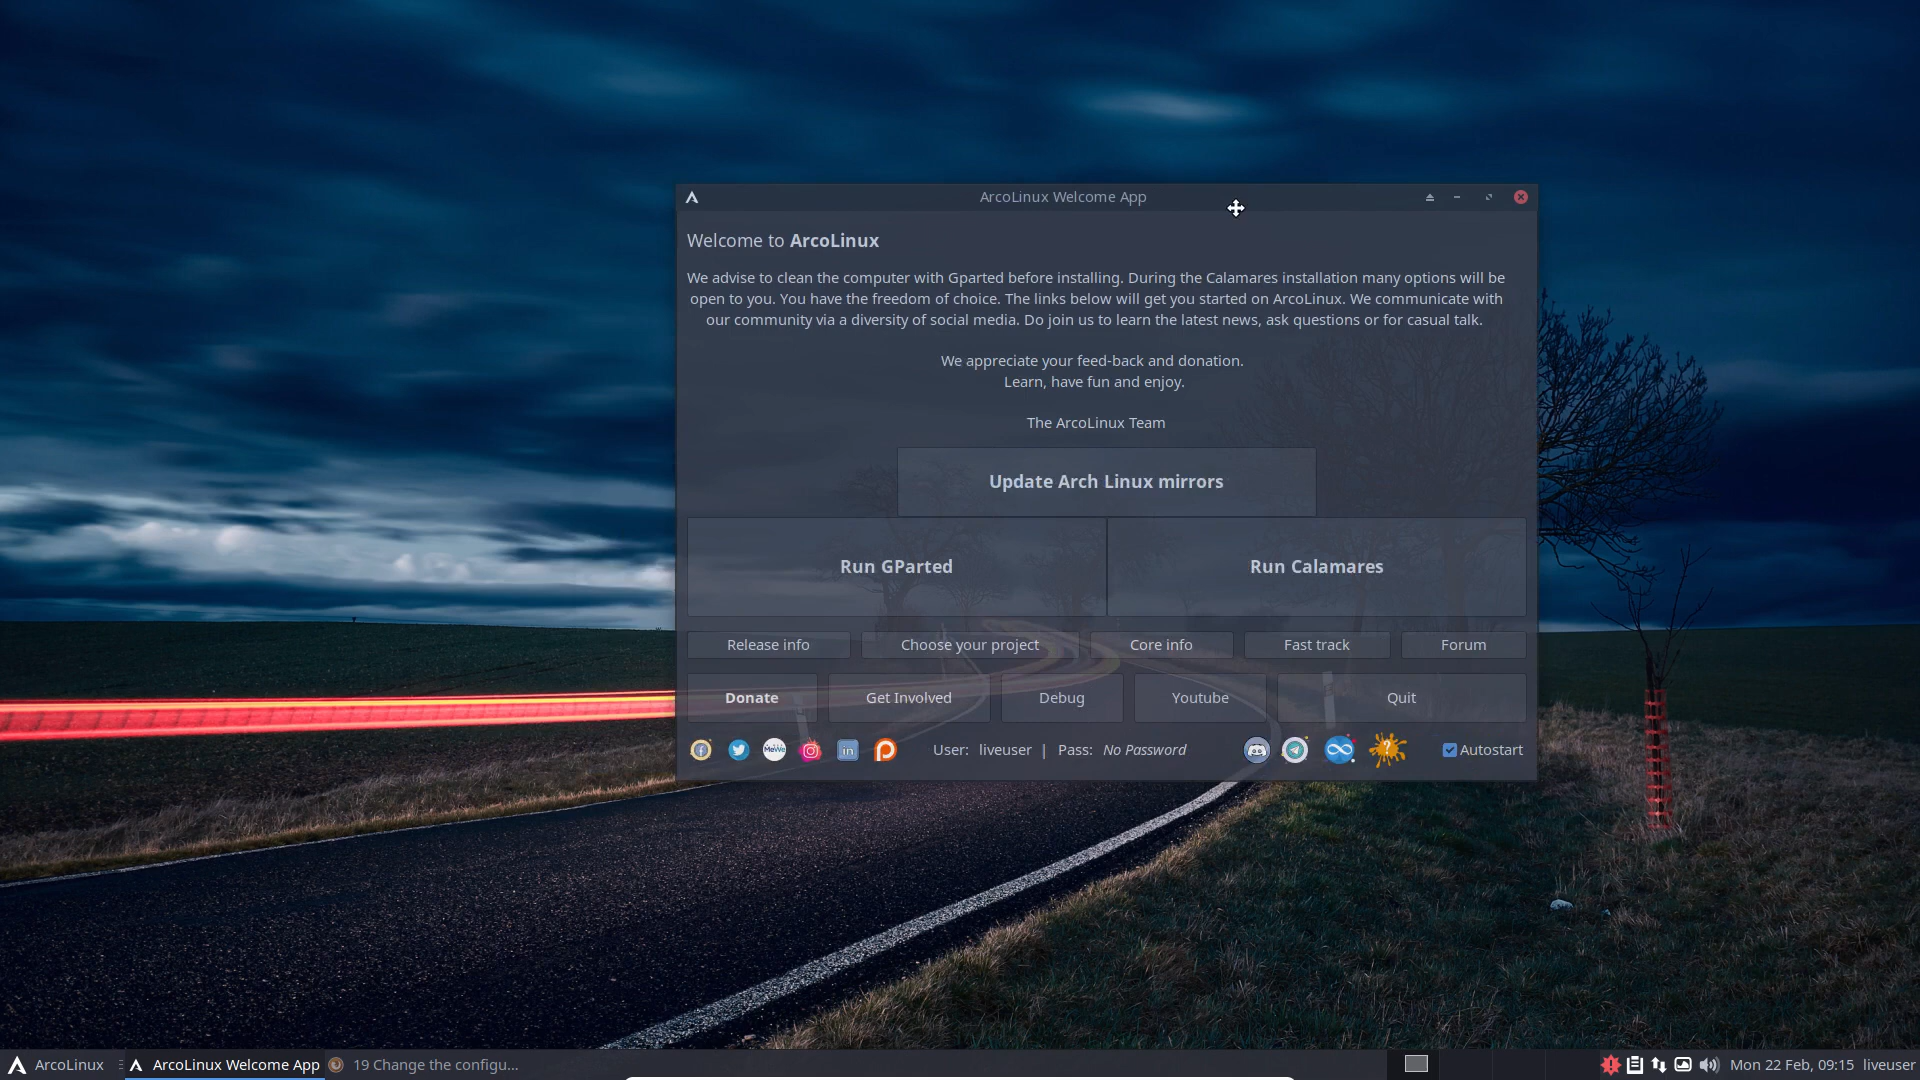 ArcoLinux Welcome App
Welcome to ArcoLinux
We advise to clean the computer with Gparted before installing. During the Calamares installation many options will be
open to you. You have the freedom of choice. The links below will get you started on ArcoLinux. We communicate with
our community via a diversity of social media. Do join us to learn the latest news, ask questions or for casual talk.
We appreciate your feed-back and donation.
Learn, have fun and enjoy.
The ArcoLinux Team
Update Arch Linux mirrors
Run GParted Run Calamares
Release info Choose your project Core info Fast track Forum
Donate Get Involved Debug Youtube Quit
MeWe in User: liveuser | Pass: No Password ? Autostart
ArcoLinux ArcoLinux Welcome App 19 Change the configu... Mon 22 Feb, 09:15 liveuser